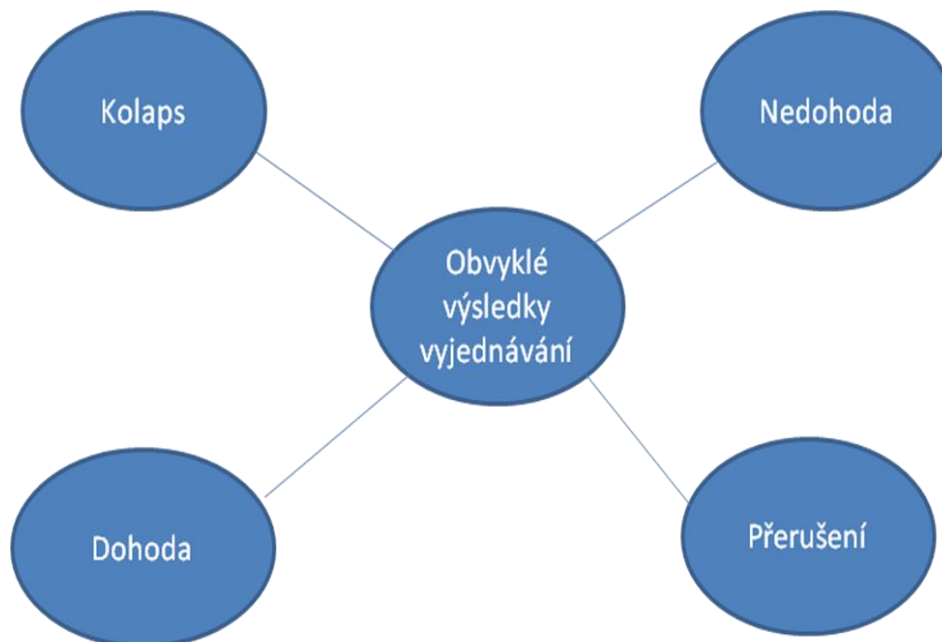 Kolaps
Nedohoda
Obvyklé
výsledky
vyjednávání
Dohoda
Přerušení